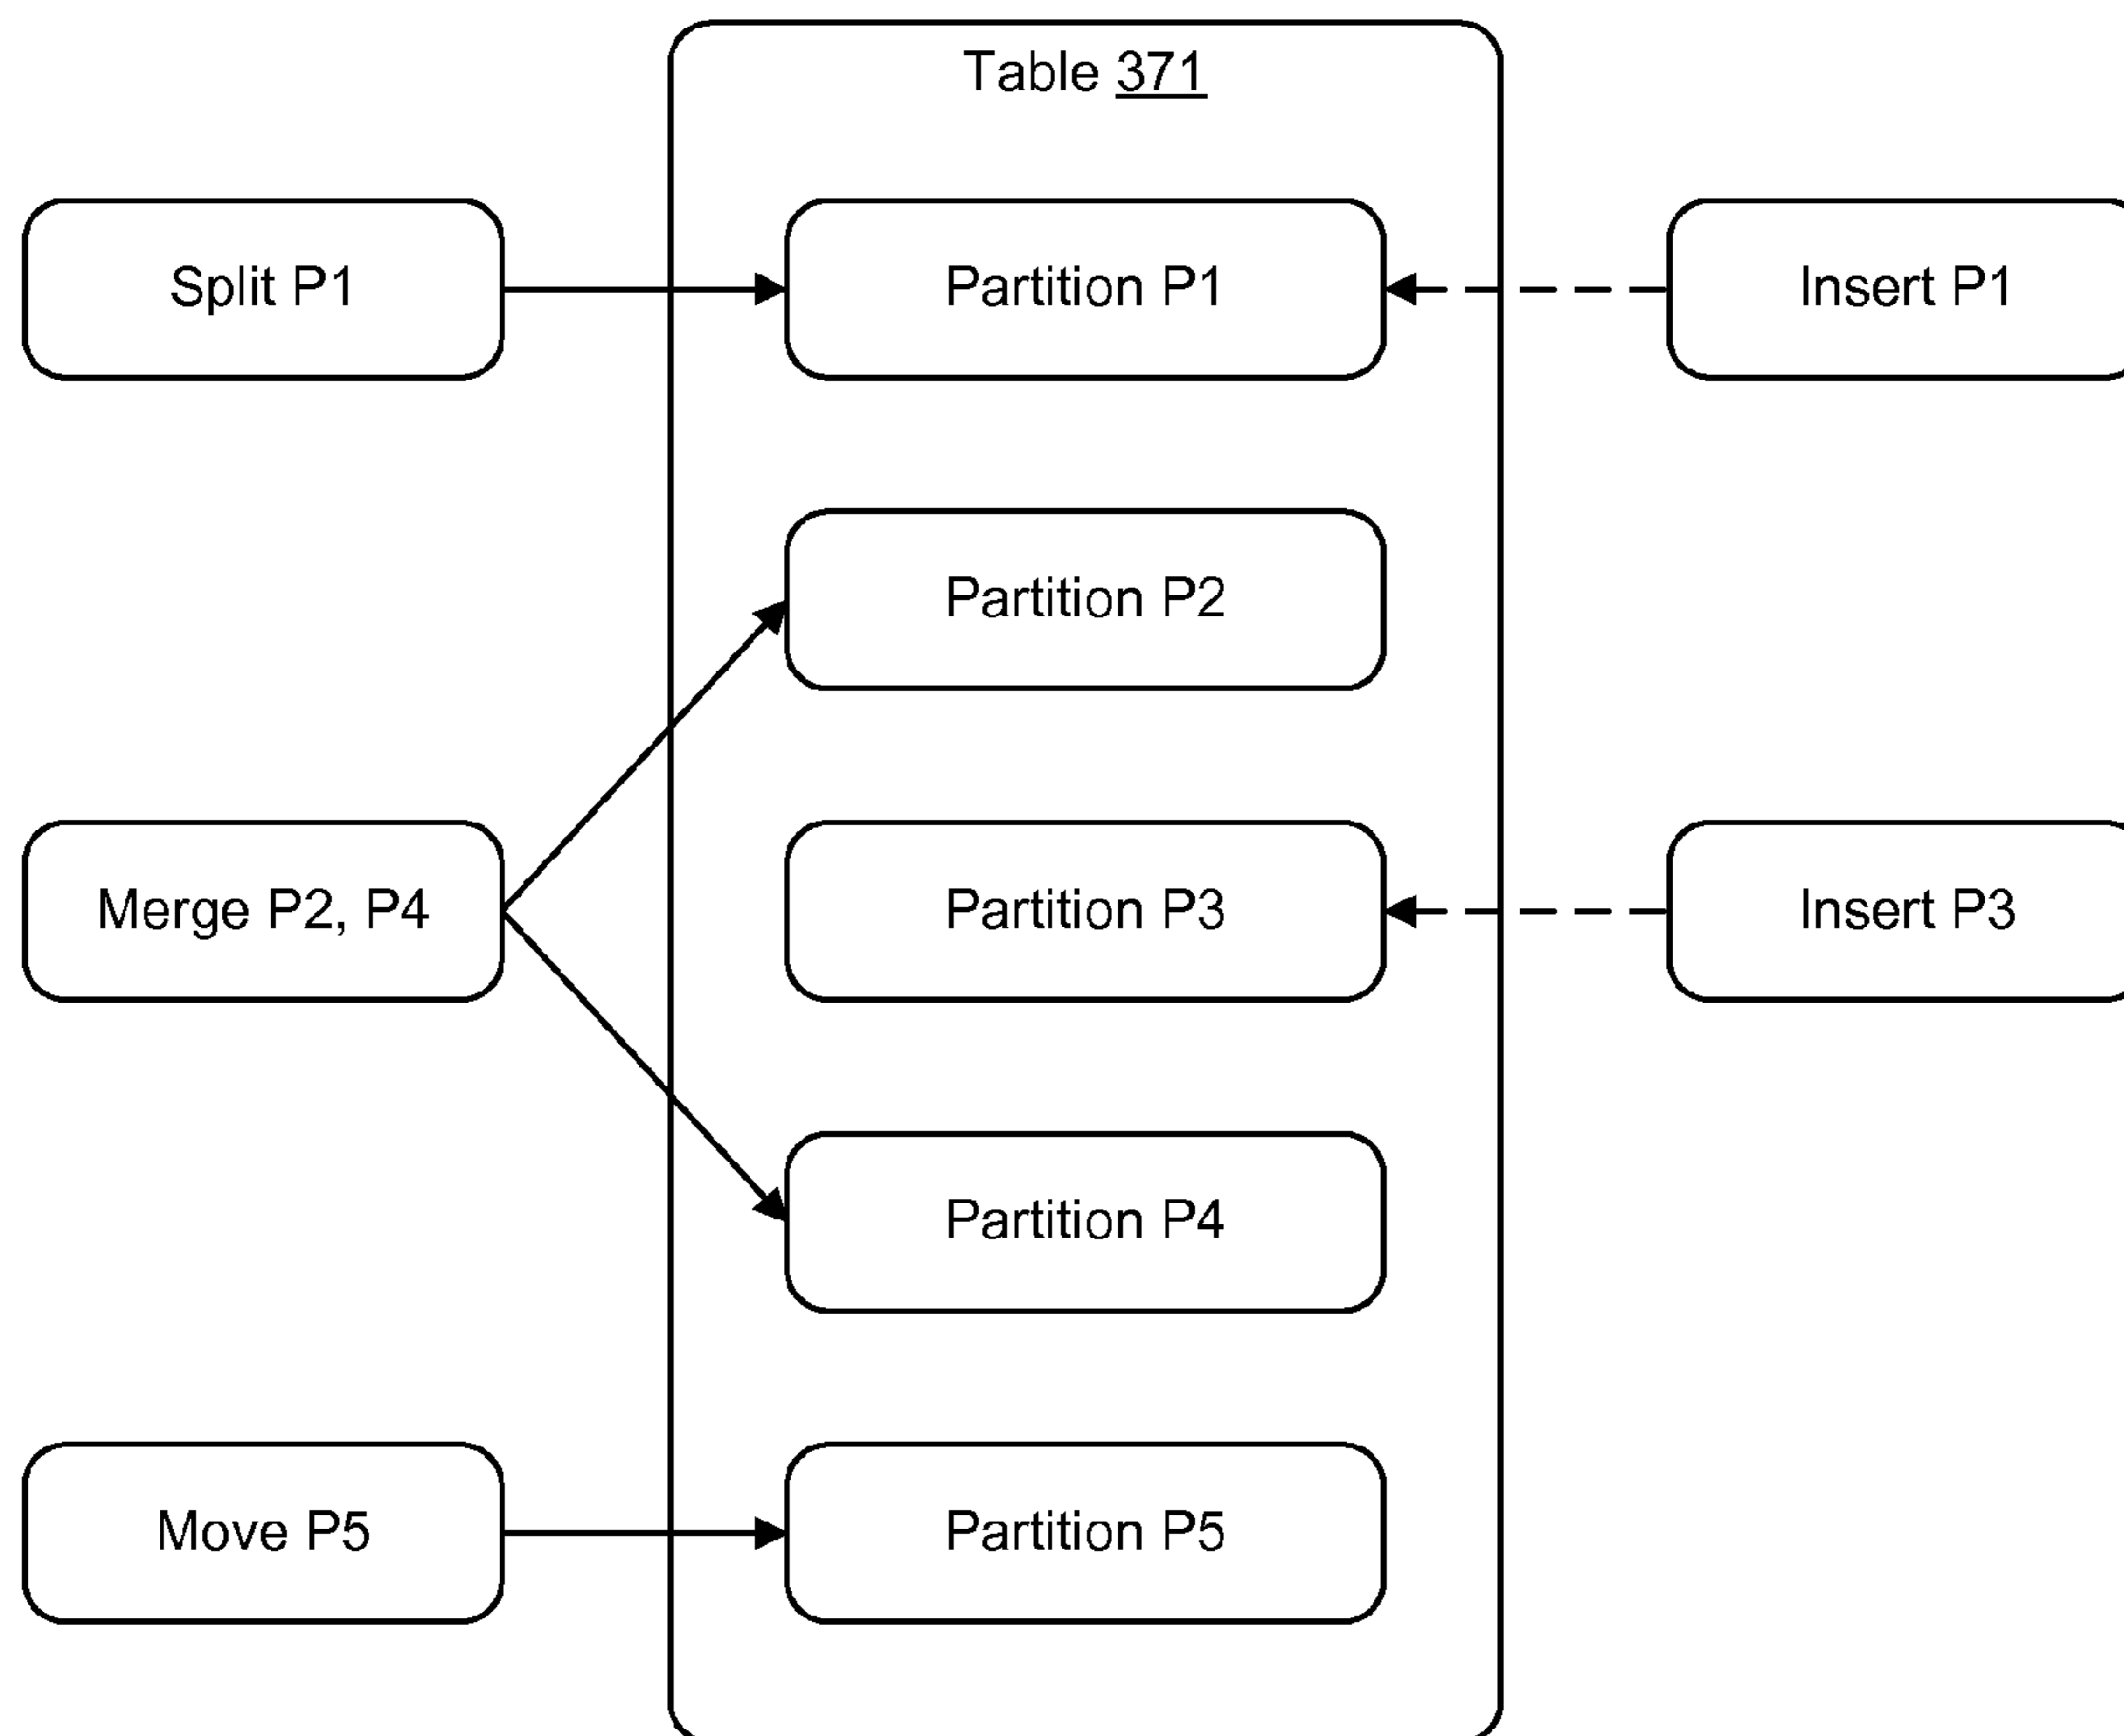 Table 371
Split P1
Partition P1
Insert P1
Partition P2
Merge P2, P4
Partition P3
Insert P3
Partition P4
Move P5
Partition P5